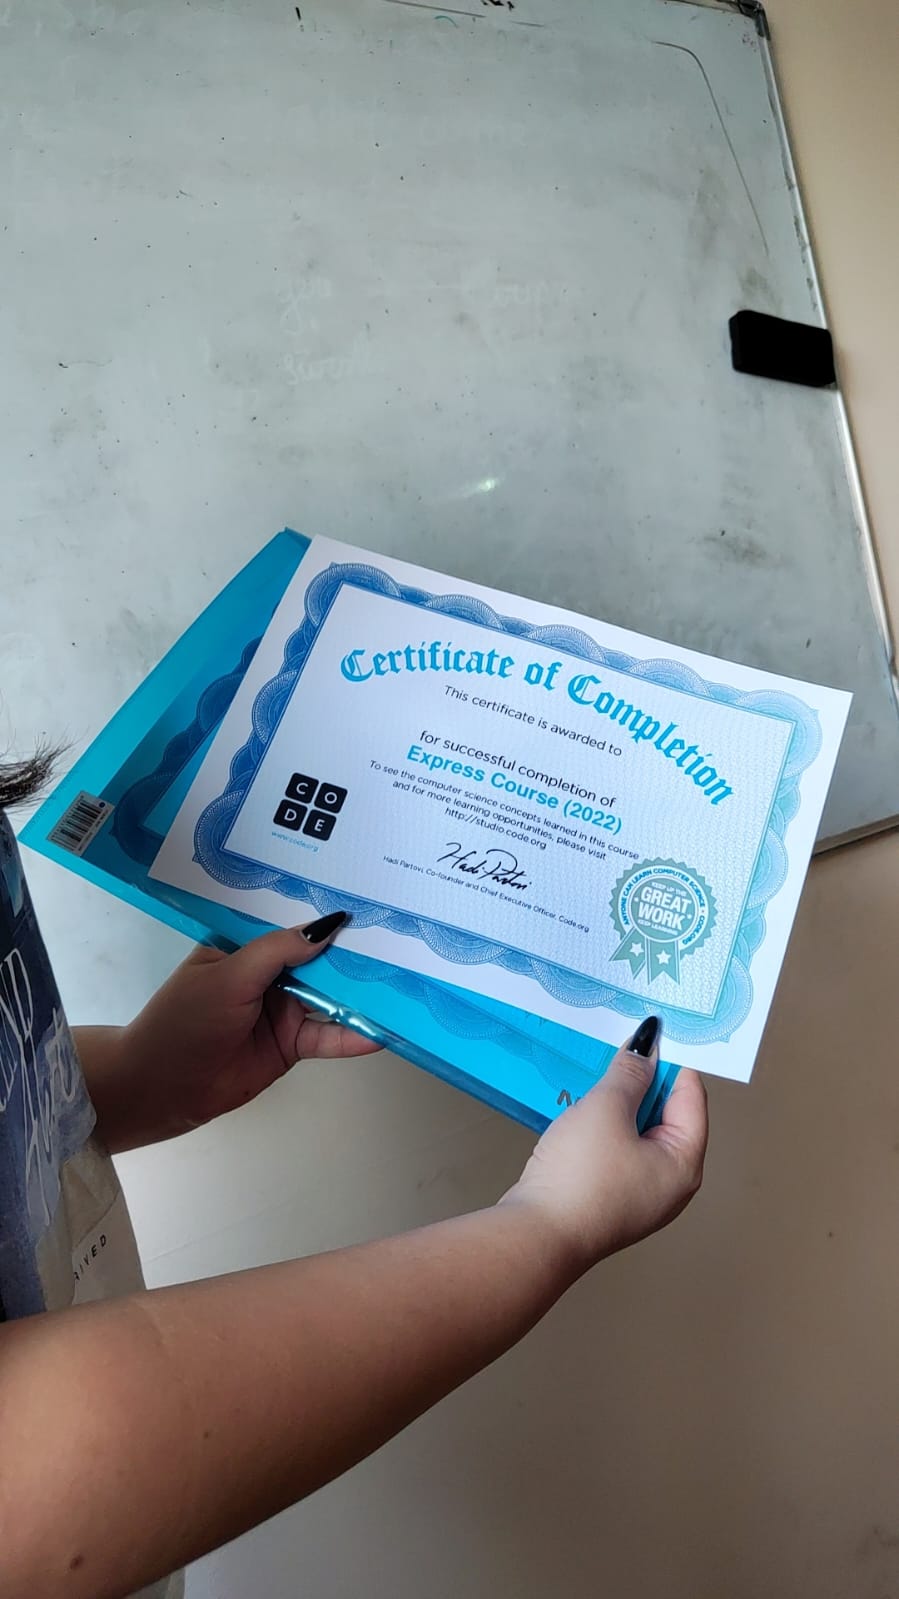 Certificate of Completion
This certificate is awarded to
for successful completion of
Express Course (2022)
To see the computer science concepts learned in this course
and for more learning opportunities, please visit
http://studio.code.org
C O
D E
www.code.org
Hadi Partovi
Hadi Partovi, Co-founder and Chief Executive Officer, Code.org
ANYONE CAN LEARN COMPUTER SCIENCE
KEEP UP THE
GREAT
WORK
KEEP LEARNING